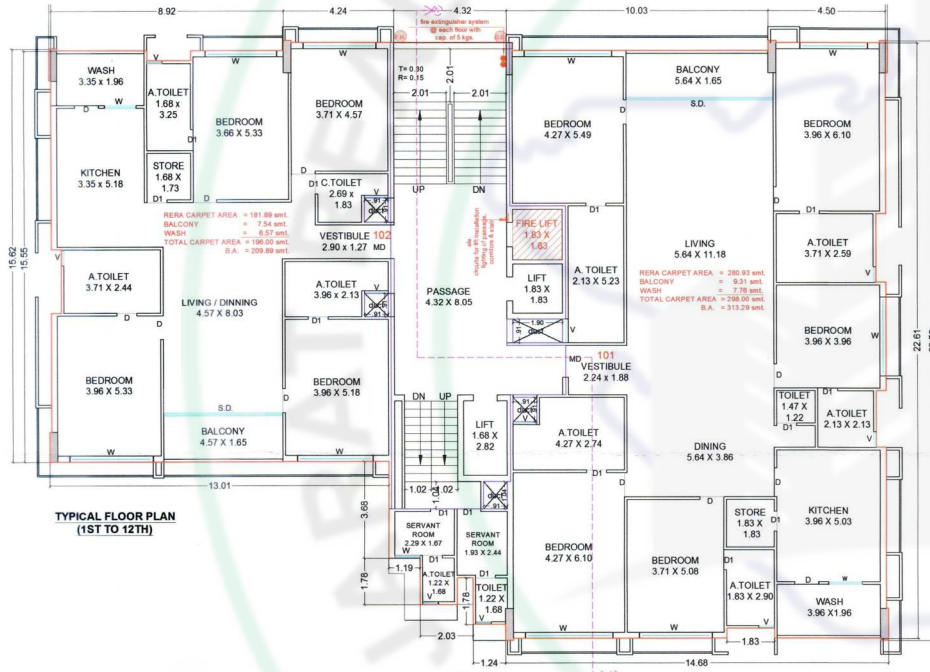 8.92
4.24
4.32
10.03
4.50
fire extinguisher system
@ each floor with
cap. of 5 kgs.
T= 0.30
R= 0.15
2.01
2.01
2.01
UP
DN
WASH
3.35 x 1.96
A.TOILET
1.68 x
3.25
BEDROOM
3.66 X 5.33
BEDROOM
3.71 X 4.57
KITCHEN
3.35 x 5.18
STORE
1.68 X
1.73
C.TOILET
2.69 x
1.83
duct
.91
RERA CARPET AREA = 181.89 smt.
BALCONY = 7.54 smt.
WASH = 6.57 smt.
TOTAL CARPET AREA = 196.00 smt.
B.A. = 209.89 smt.
VESTIBULE 102
2.90 x 1.27 MD
A.TOILET
3.71 X 2.44
A.TOILET
3.96 x 2.13
duct
.91
LIVING / DINNING
4.57 X 8.03
BEDROOM
3.96 X 5.33
BEDROOM
3.96 X 5.18
S.D.
BALCONY
4.57 X 1.65
15.62
15.55
13.01
TYPICAL FLOOR PLAN
(1ST TO 12TH)
PASSAGE
4.32 X 8.05
lighting of passage,
FIRE LIFT
1.83 X
1.83
LIFT
1.83 X
1.83
1.90
duct
.91
BEDROOM
4.27 X 5.49
BALCONY
5.64 X 1.65
S.D.
BEDROOM
3.96 X 6.10
A. TOILET
2.13 X 5.23
LIVING
5.64 X 11.18
A.TOILET
3.71 X 2.59
RERA CARPET AREA = 280.93 smt.
BALCONY = 9.31 smt.
WASH = 7.76 smt.
TOTAL CARPET AREA = 298.00 smt.
B.A. = 313.29 smt.
BEDROOM
3.96 X 3.96
MD 101
VESTIBULE
2.24 x 1.88
TOILET
1.47 X
1.22
A.TOILET
2.13 X 2.13
22.61
DN UP
LIFT
1.68 X
2.82
.91
duct
A.TOILET
4.27 X 2.74
DINING
5.64 X 3.86
1.02
1.02
1.04
duct
.91
KITCHEN
3.96 X 5.03
STORE
1.83 X
1.83
SERVANT
ROOM
2.29 X 1.67
SERVANT
ROOM
1.93 X 2.44
BEDROOM
4.27 X 6.10
BEDROOM
3.71 X 5.08
A.TOILET
1.22 X
1.68
TOILET
1.22 X
1.68
A.TOILET
1.83 X 2.90
WASH
3.96 X1.96
3.68
1.78
1.19
1.78
2.03
1.83
1.24
14.68